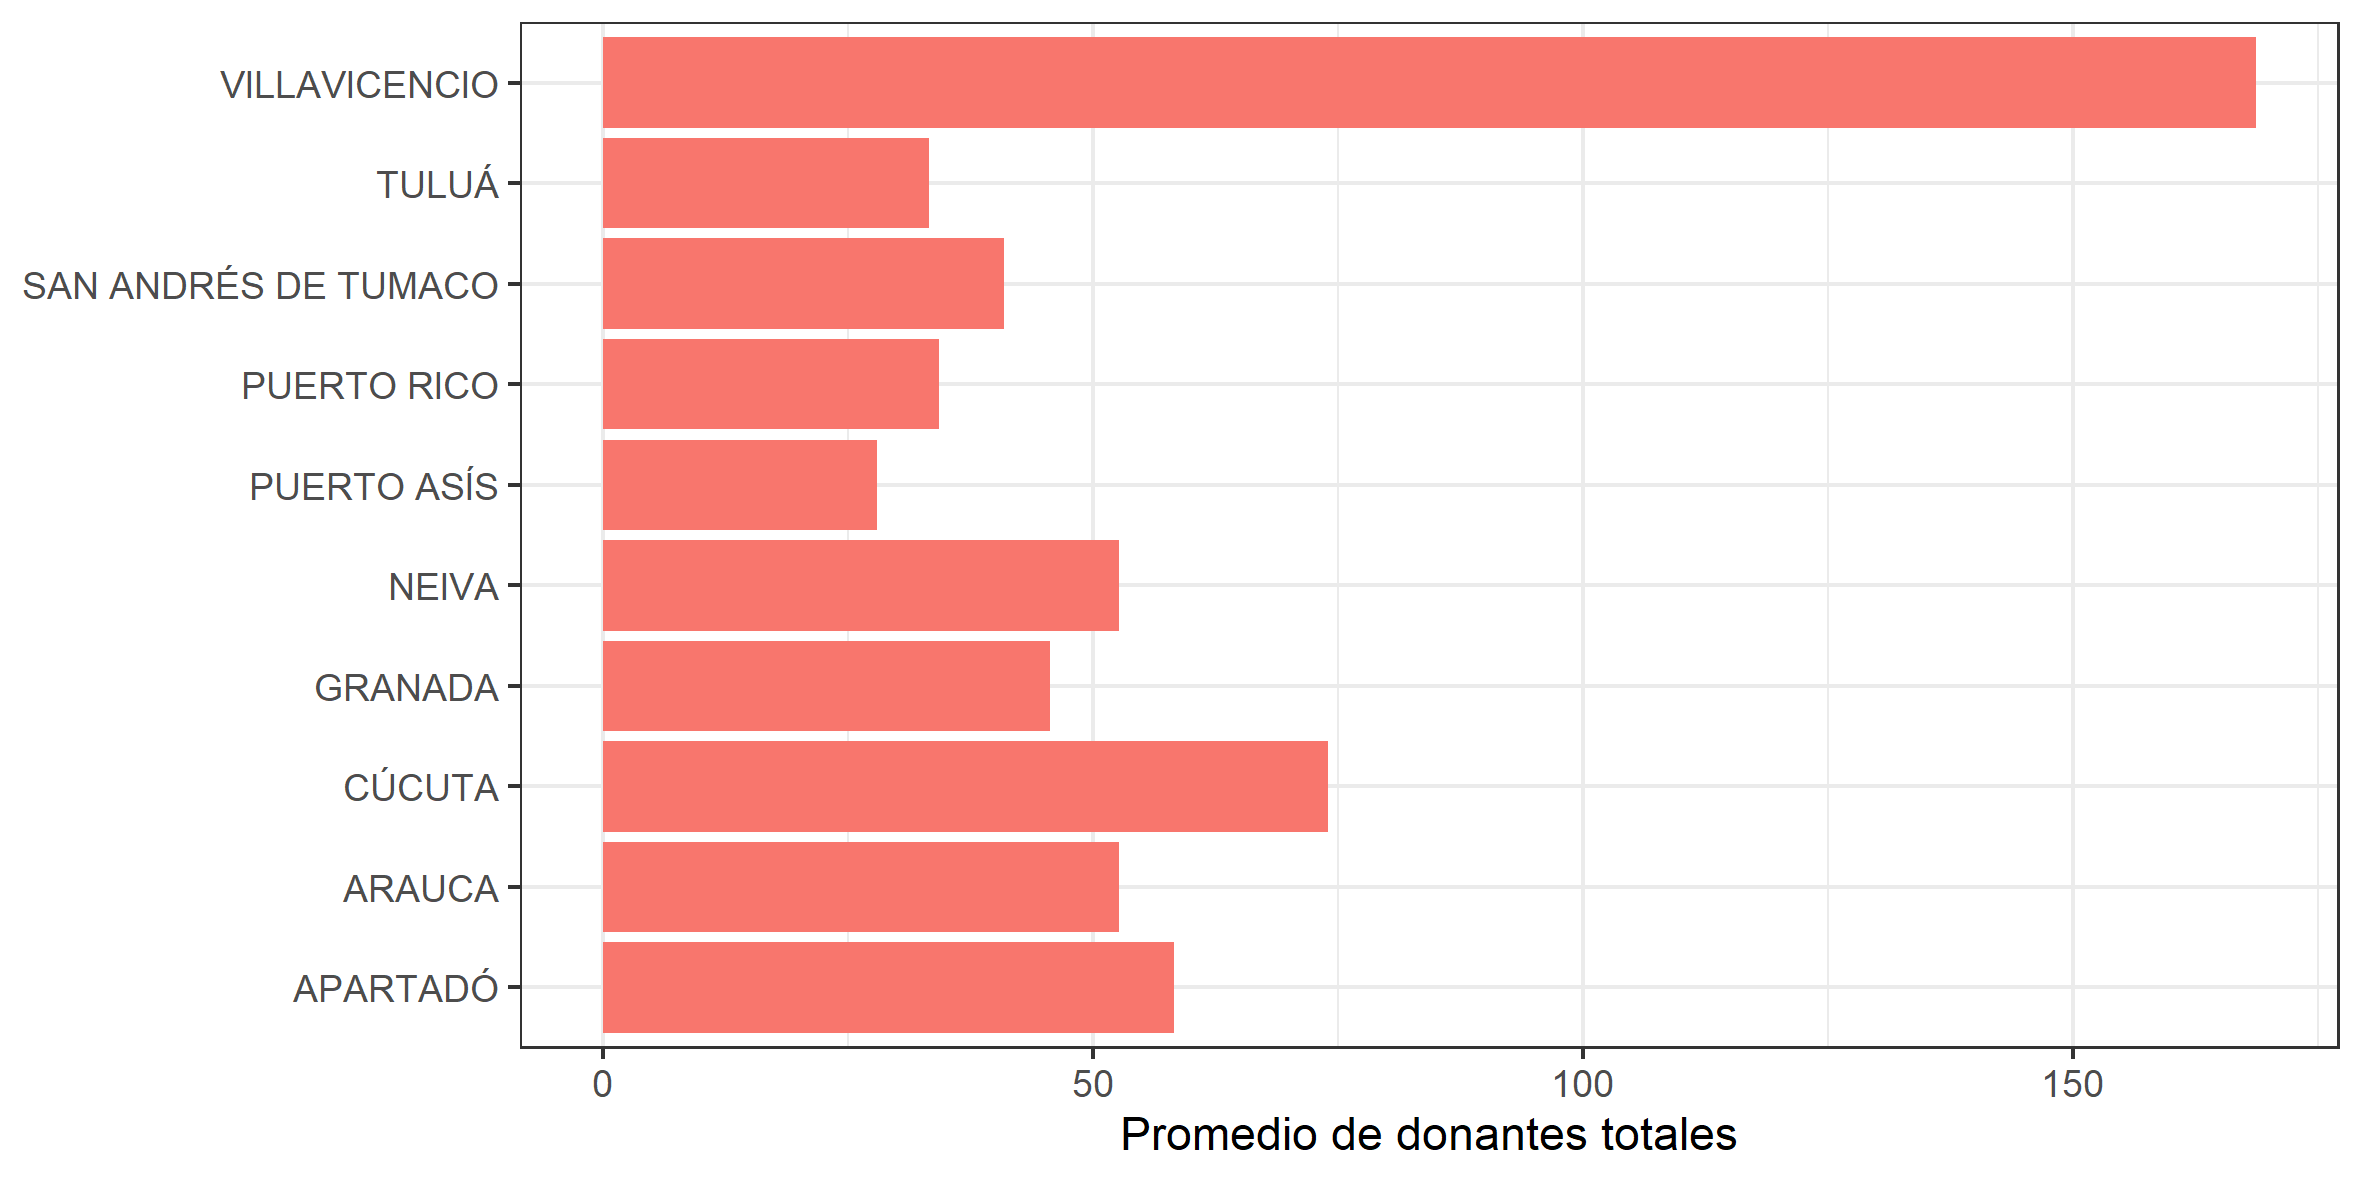 VILLAVICENCIO
TULUÁ
SAN ANDRÉS DE TUMACO
PUERTO RICO
PUERTO ASÍS
NEIVA
GRANADA
CÚCUTA
ARAUCA
APARTADÓ
0 50 100 150
Promedio de donantes totales